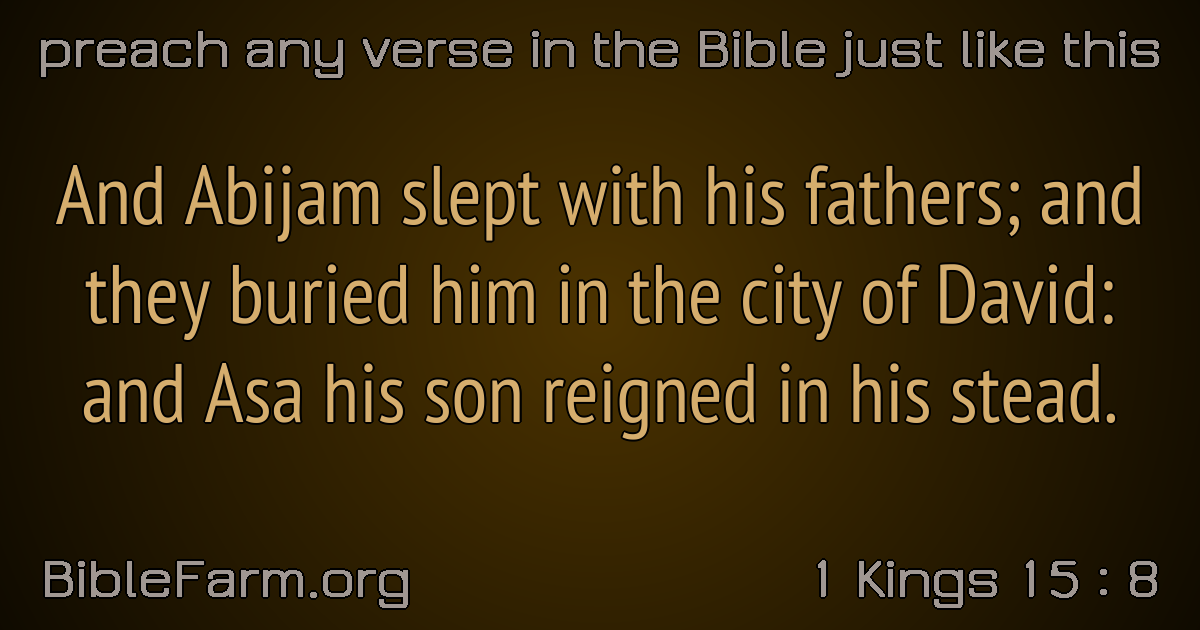 preach any verse in the Bible just like this
And Abijam slept with his fathers; and
they buried him in the city of David:
and Asa his son reigned in his stead.
BibleFarm.org
1 Kings 15 : 8